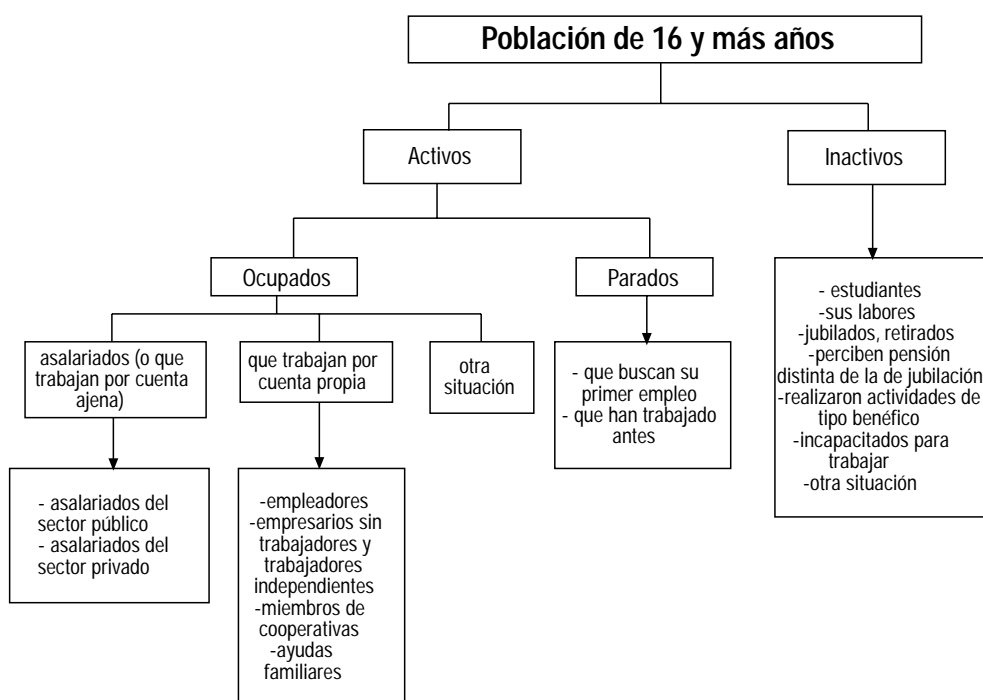 Población de 16 y más años
Activos
Inactivos
Ocupados
Parados
asalariados (o que
trabajan por cuenta
ajena)
que trabajan por
cuenta propia
otra
situación
- que buscan su
primer empleo
- que han trabajado
antes
- estudiantes
-sus labores
-jubilados, retirados
-perciben pensión
distinta de la de jubilación
-realizaron actividades de
tipo benéfico
-incapacitados para
trabajar
-otra situación
- asalariados del
sector público
- asalariados del
sector privado
-empleadores
-empresarios sin
trabajadores y
trabajadores
independientes
-miembros de
cooperativas
-ayudas
familiares